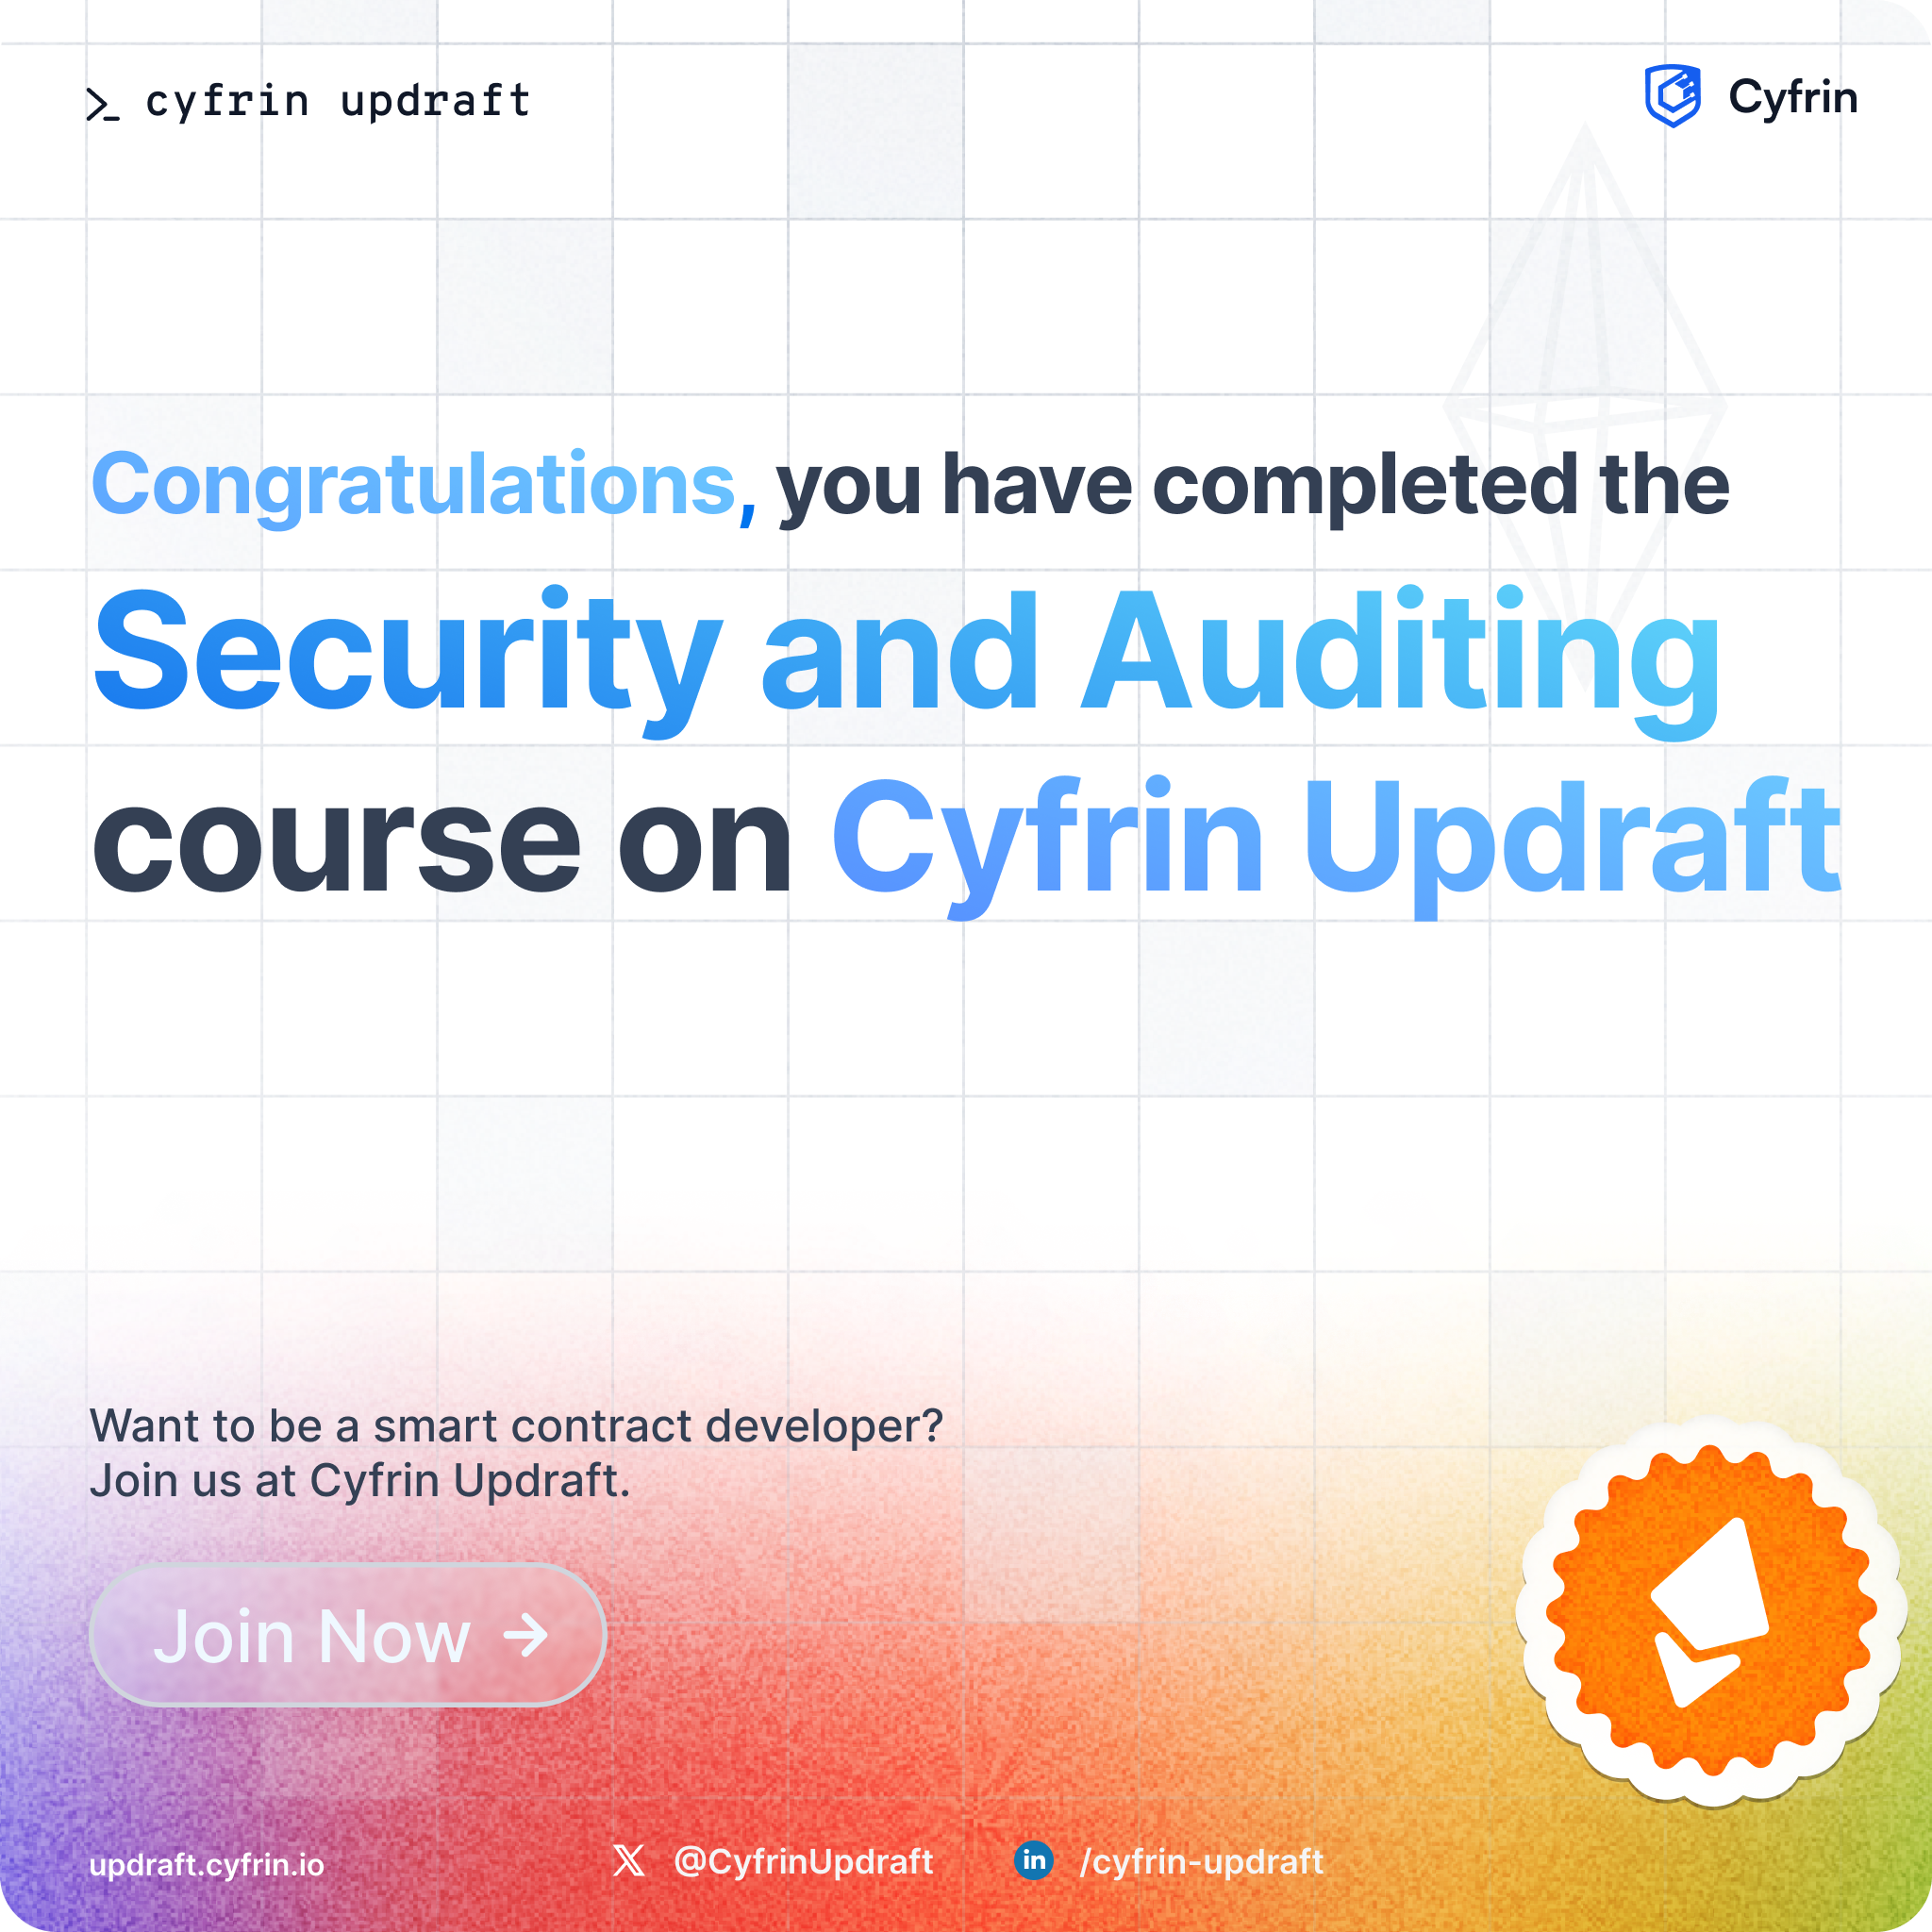 >_ cyfrin updraft
Cyfrin
Congratulations, you have completed the
Security and Auditing
course on Cyfrin Updraft
Want to be a smart contract developer?
Join us at Cyfrin Updraft.
Join Now →
updraft.cyfrin.io
@CyfrinUpdraft
in /cyfrin-updraft